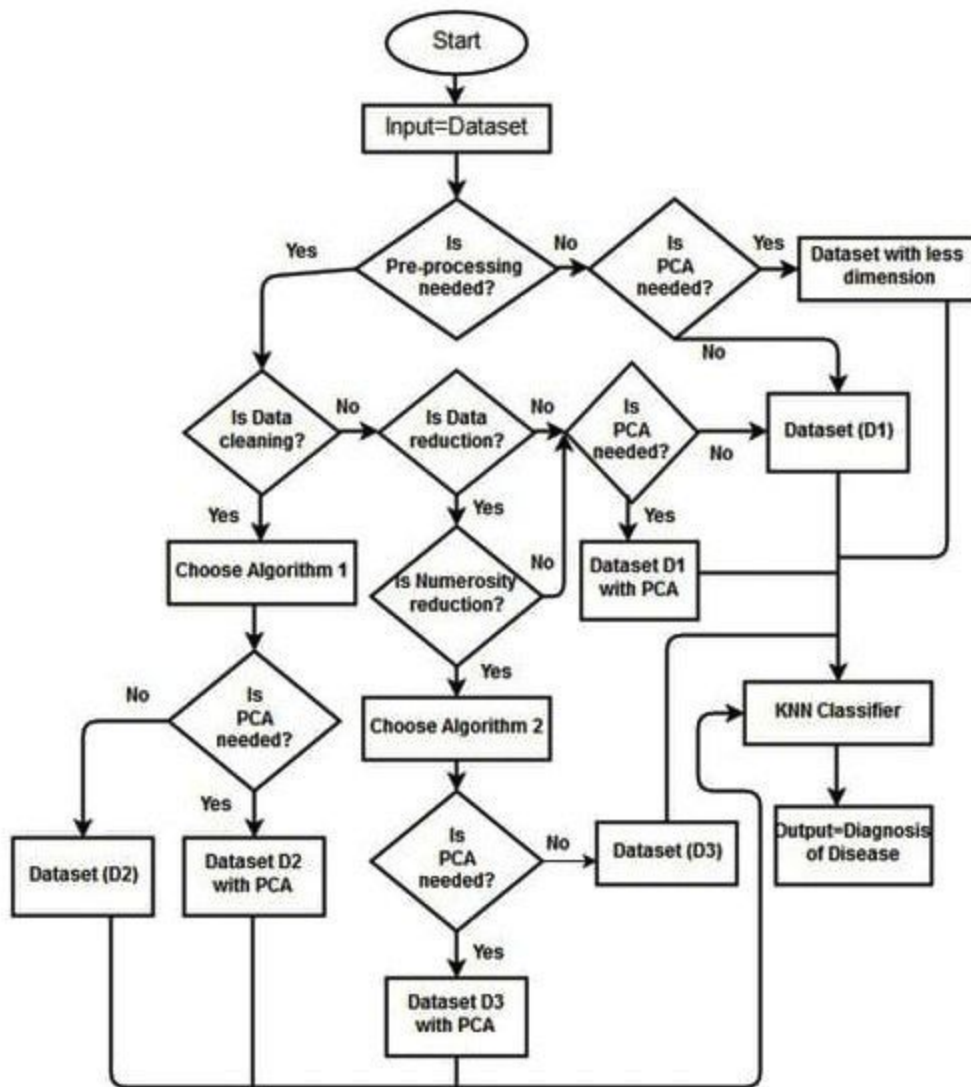 Start
Input=Dataset
Is
Pre-processing
needed?
Yes
No
Is
PCA
needed?
Yes
Dataset with less
dimension
No
Is Data
cleaning?
No
Is Data
reduction?
No
Is
PCA
needed?
No
Dataset (D1)
Yes
Yes
Yes
Choose Algorithm 1
Is Numerosity
reduction?
No
Dataset D1
with PCA
Yes
No
Is
PCA
needed?
Choose Algorithm 2
KNN Classifier
Yes
Dataset (D2)
Dataset D2
with PCA
Is
PCA
needed?
No
Dataset (D3)
Output=Diagnosis
of Disease
Yes
Dataset D3
with PCA